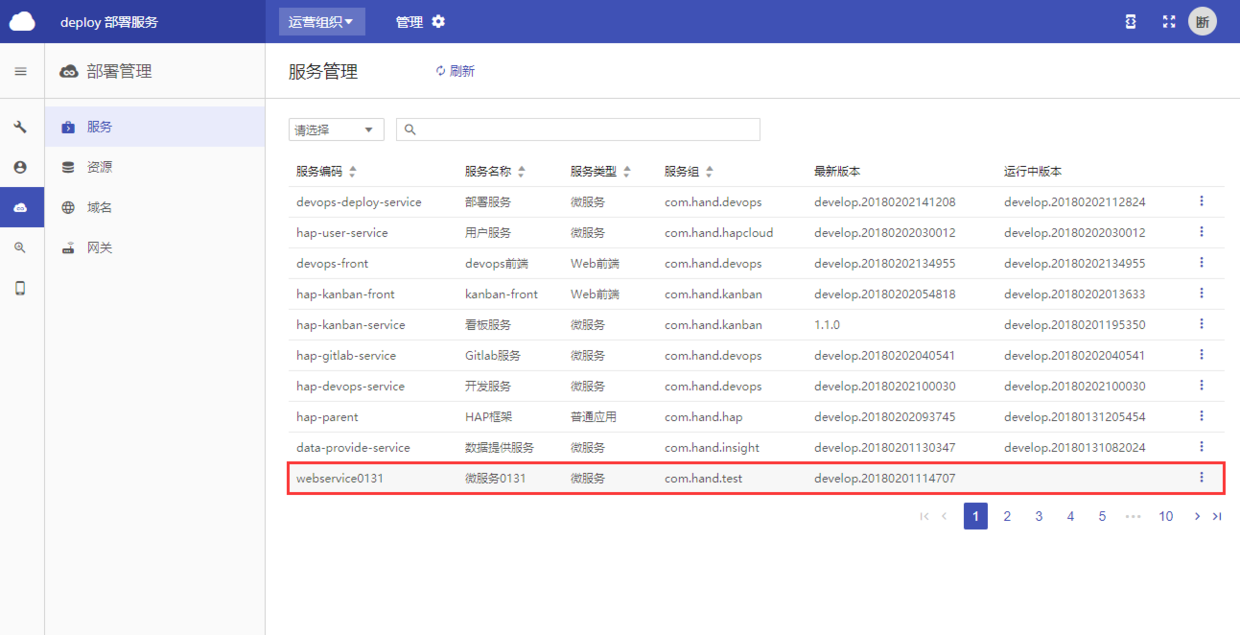 deploy 部署服务 运营组织 管理 断
部署管理 服务管理 刷新
服务
资源
域名
网关
请选择
服务编码 服务名称 服务类型 服务组 最新版本 运行中版本
devops-deploy-service 部署服务 微服务 com.hand.devops develop.20180202141208 develop.20180202112824
hap-user-service 用户服务 微服务 com.hand.hapcloud develop.20180202030012 develop.20180202030012
devops-front devops前端 Web前端 com.hand.devops develop.20180202134955 develop.20180202134955
hap-kanban-front kanban-front Web前端 com.hand.kanban develop.20180202054818 develop.20180202013633
hap-kanban-service 看板服务 微服务 com.hand.kanban 1.1.0 develop.20180201195350
hap-gitlab-service Gitlab服务 微服务 com.hand.devops develop.20180202040541 develop.20180202040541
hap-devops-service 开发服务 微服务 com.hand.devops develop.20180202100030 develop.20180202100030
hap-parent HAP框架 普通应用 com.hand.hap develop.20180202093745 develop.20180131205454
data-provide-service 数据提供服务 微服务 com.hand.insight develop.20180201130347 develop.20180131082024
webservice0131 微服务0131 微服务 com.hand.test develop.20180201114707
1 2 3 4 5 ••• 10